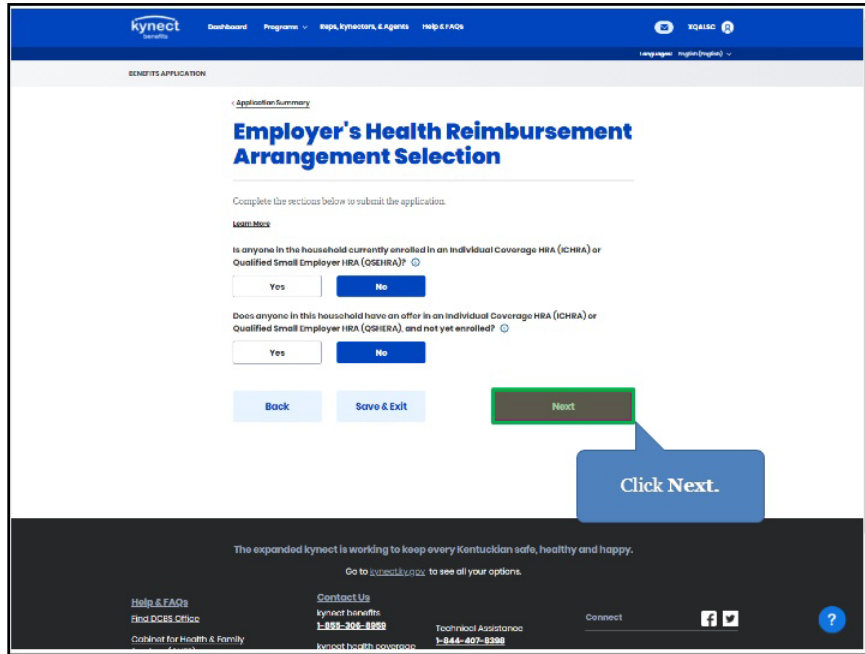 kynect
benefits
Dashboard Programs Reps, kynectors, & Agents Help & FAQs
XQALSC
Languages: English (English)
BENEFITS APPLICATION
< Application Summary
Employer's Health Reimbursement
Arrangement Selection
Complete the sections below to submit the application.
Learn More
Is anyone in the household currently enrolled in an Individual Coverage HRA (ICHRA) or
Qualified Small Employer HRA (QSEHRA)?
Yes No
Does anyone in this household have an offer in an Individual Coverage HRA (ICHRA) or
Qualified Small Employer HRA (QSHERA), and not yet enrolled?
Yes No
Back Save & Exit Next
Click Next.
The expanded kynect is working to keep every Kentuckian safe, healthy and happy.
Go to kynect.ky.gov to see all your options.
Help & FAQs
Find DCBS Office
Cabinet for Health & Family
Contact Us
kynect benefits
1-855-306-8959
kynect health coverage
Technical Assistance
1-844-407-8398
Connect
?